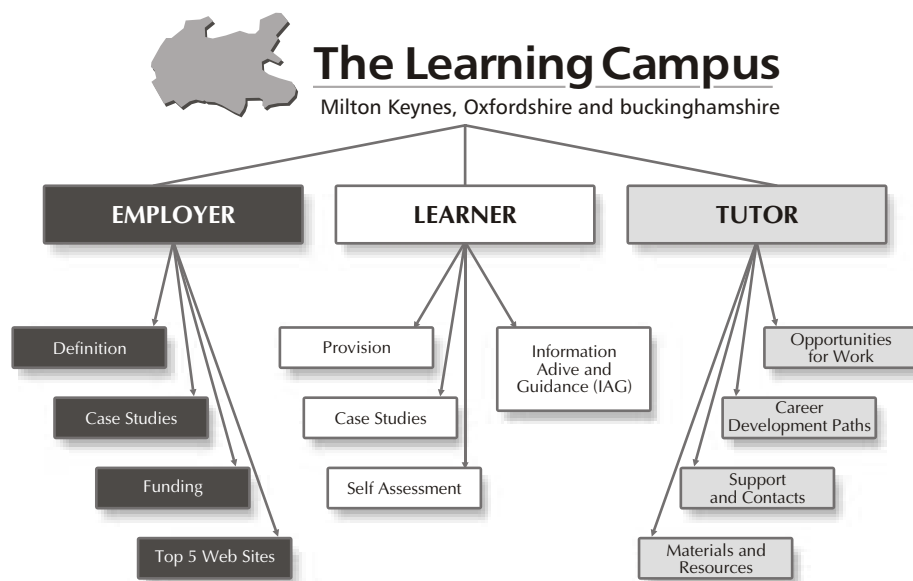 The Learning Campus
Milton Keynes, Oxfordshire and buckinghamshire
EMPLOYER
LEARNER
TUTOR
Definition
Case Studies
Funding
Top 5 Web Sites
Provision
Case Studies
Self Assessment
Information
Adive and
Guidance (IAG)
Opportunities
for Work
Career
Development Paths
Support
and Contacts
Materials and
Resources